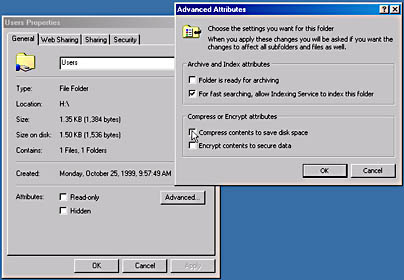 Users Properties
General
Web Sharing
Sharing
Security
Users
Type:
File Folder
Location:
H:\
Size:
1.35 KB (1,384 bytes)
Size on disk:
1.50 KB (1,536 bytes)
Contains:
1 Files, 1 Folders
Created:
Monday, October 25, 1999, 9:57:49 AM
Attributes:
Read-only
Hidden
Advanced...
OK
Cancel
Apply
Advanced Attributes
Choose the settings you want for this folder
When you apply these changes you will be asked if you want the
changes to affect all subfolders and files as well.
Archive and Index attributes
Folder is ready for archiving
For fast searching, allow Indexing Service to index this folder
Compress or Encrypt attributes
Compress contents to save disk space
Encrypt contents to secure data
OK
Cancel